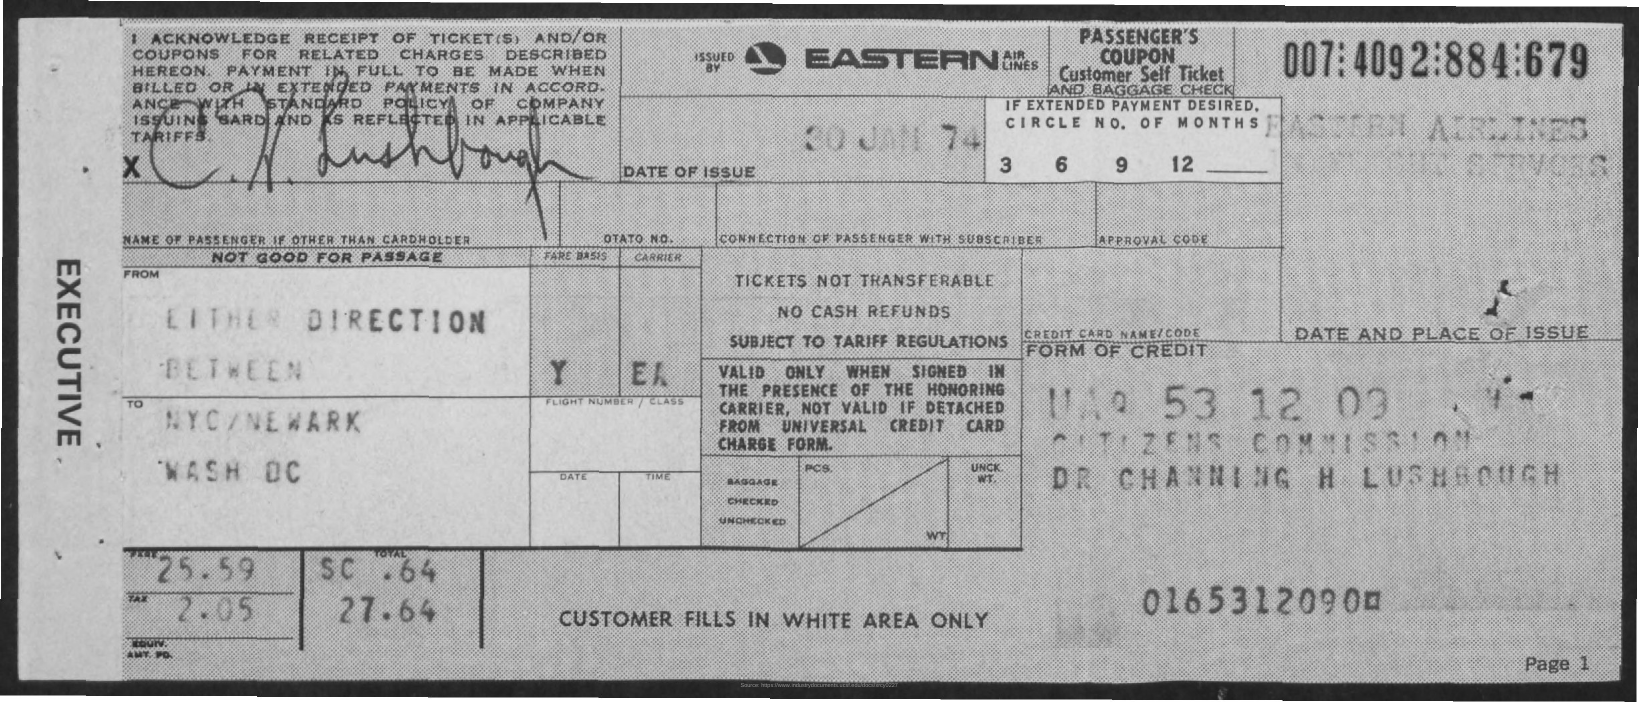 I ACKNOWLEDGE RECEIPT OF TICKET(S) AND/OR
COUPONS FOR RELATED CHARGES DESCRIBED
HEREON. PAYMENT IN FULL TO BE MADE WHEN
BILLED OR IN EXTENDED PAYMENTS IN ACCORD-
ANCE WITH STANDARD POLICY OF COMPANY
ISSUING CARD AND AS REFLECTED IN APPLICABLE
TARIFFS.
X C. H. Lushbough
ISSUED BY EASTERN AIR LINES
PASSENGER'S
COUPON
Customer Self Ticket
AND BAGGAGE CHECK
007:4092:884:679
30 JAN 74
DATE OF ISSUE
IF EXTENDED PAYMENT DESIRED,
CIRCLE NO. OF MONTHS
3 6 9 12
EASTERN AIRLINES
NAME OF PASSENGER IF OTHER THAN CARDHOLDER
OTATO NO.
CONNECTION OF PASSENGER WITH SUBSCRIBER
APPROVAL CODE
EXECUTIVE
NOT GOOD FOR PASSAGE
FARE BASIS
CARRIER
FROM
EITHER DIRECTION
BETWEEN
Y
EA
TO
NYC/NEWARK
WASH DC
FLIGHT NUMBER / CLASS
DATE
TIME
TICKETS NOT TRANSFERABLE
NO CASH REFUNDS
SUBJECT TO TARIFF REGULATIONS
VALID ONLY WHEN SIGNED IN
THE PRESENCE OF THE HONORING
CARRIER, NOT VALID IF DETACHED
FROM UNIVERSAL CREDIT CARD
CHARGE FORM.
BAGGAGE
CHECKED
UNCHECKED
PCS.
WT
UNCK.
WT.
CREDIT CARD NAME/CODE
DATE AND PLACE OF ISSUE
FORM OF CREDIT
53 12 09
CITIZENS COMMISSION
DR CHANNING H LUSHBOUGH
FARE
25.59
TAX
2.05
EQUIV.
AMT. PD.
TOTAL
SC .64
27.64
CUSTOMER FILLS IN WHITE AREA ONLY
0165312090¤
Page 1